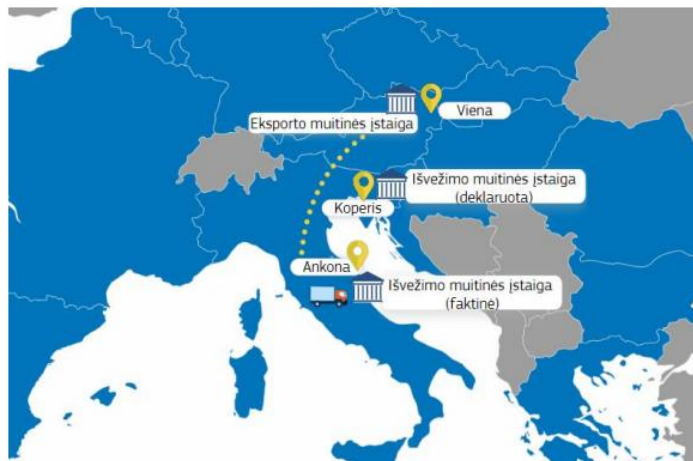 Viena
Eksporto muitinės įstaiga
Išvežimo muitinės įstaiga
(deklaruota)
Koperis
Ankona
Išvežimo muitinės įstaiga
(faktinė)